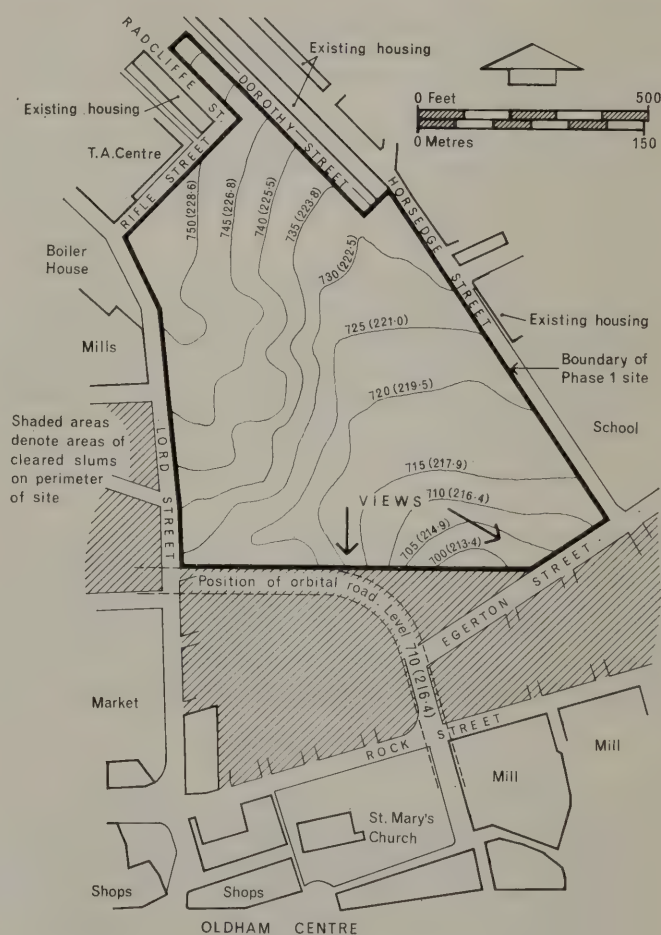 RADCLIFFE ST.
Existing housing
DOROTHY STREET
0 Feet 500
0 Metres 150
Existing housing
T.A. Centre
RIFLE STREET
HORSEDGE STREET
750 (228·6)
745 (226·8)
740 (225·5)
735 (223·8)
730 (222·5)
Boiler
House
725 (221·0)
Existing housing
Mills
Boundary of
Phase 1 site
720 (219·5)
Shaded areas
denote areas of
cleared slums
on perimeter
of site
LORD STREET
School
715 (217·9)
VIEWS
710 (216·4)
705 (214·9)
700 (213·4)
Position of orbital road. Level 710 (216·4)
EGERTON STREET
Market
ROCK STREET
Mill
Mill
St. Mary's
Church
Shops
Shops
OLDHAM CENTRE